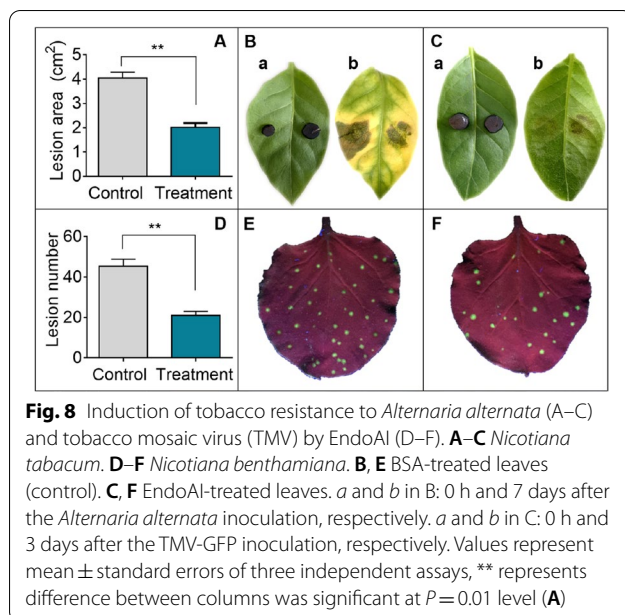 A
**
Lesion area (cm²)
5
4
3
2
1
0
Control Treatment
B
a
b
C
a
b
D
**
Lesion number
60
40
20
0
Control Treatment
E
F
Fig. 8 Induction of tobacco resistance to Alternaria alternata (A–C)
and tobacco mosaic virus (TMV) by EndoAI (D–F). A–C Nicotiana
tabacum. D–F Nicotiana benthamiana. B, E BSA-treated leaves
(control). C, F EndoAI-treated leaves. a and b in B: 0 h and 7 days after
the Alternaria alternata inoculation, respectively. a and b in C: 0 h and
3 days after the TMV-GFP inoculation, respectively. Values represent
mean ± standard errors of three independent assays, ** represents
difference between columns was significant at P = 0.01 level (A)